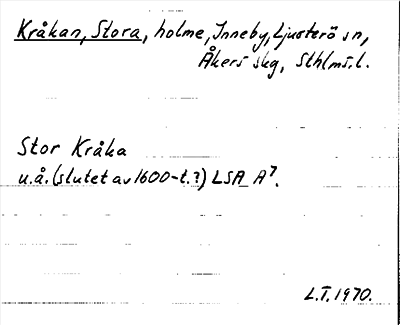 Kråkan, Stora, holme, Inneby, Ljusterö sn,
Åkers skg, Sthlms. l.
Stor Kråka
u.å. (slutet av 1600-t.?) LSA A7.
L.T. 1970.